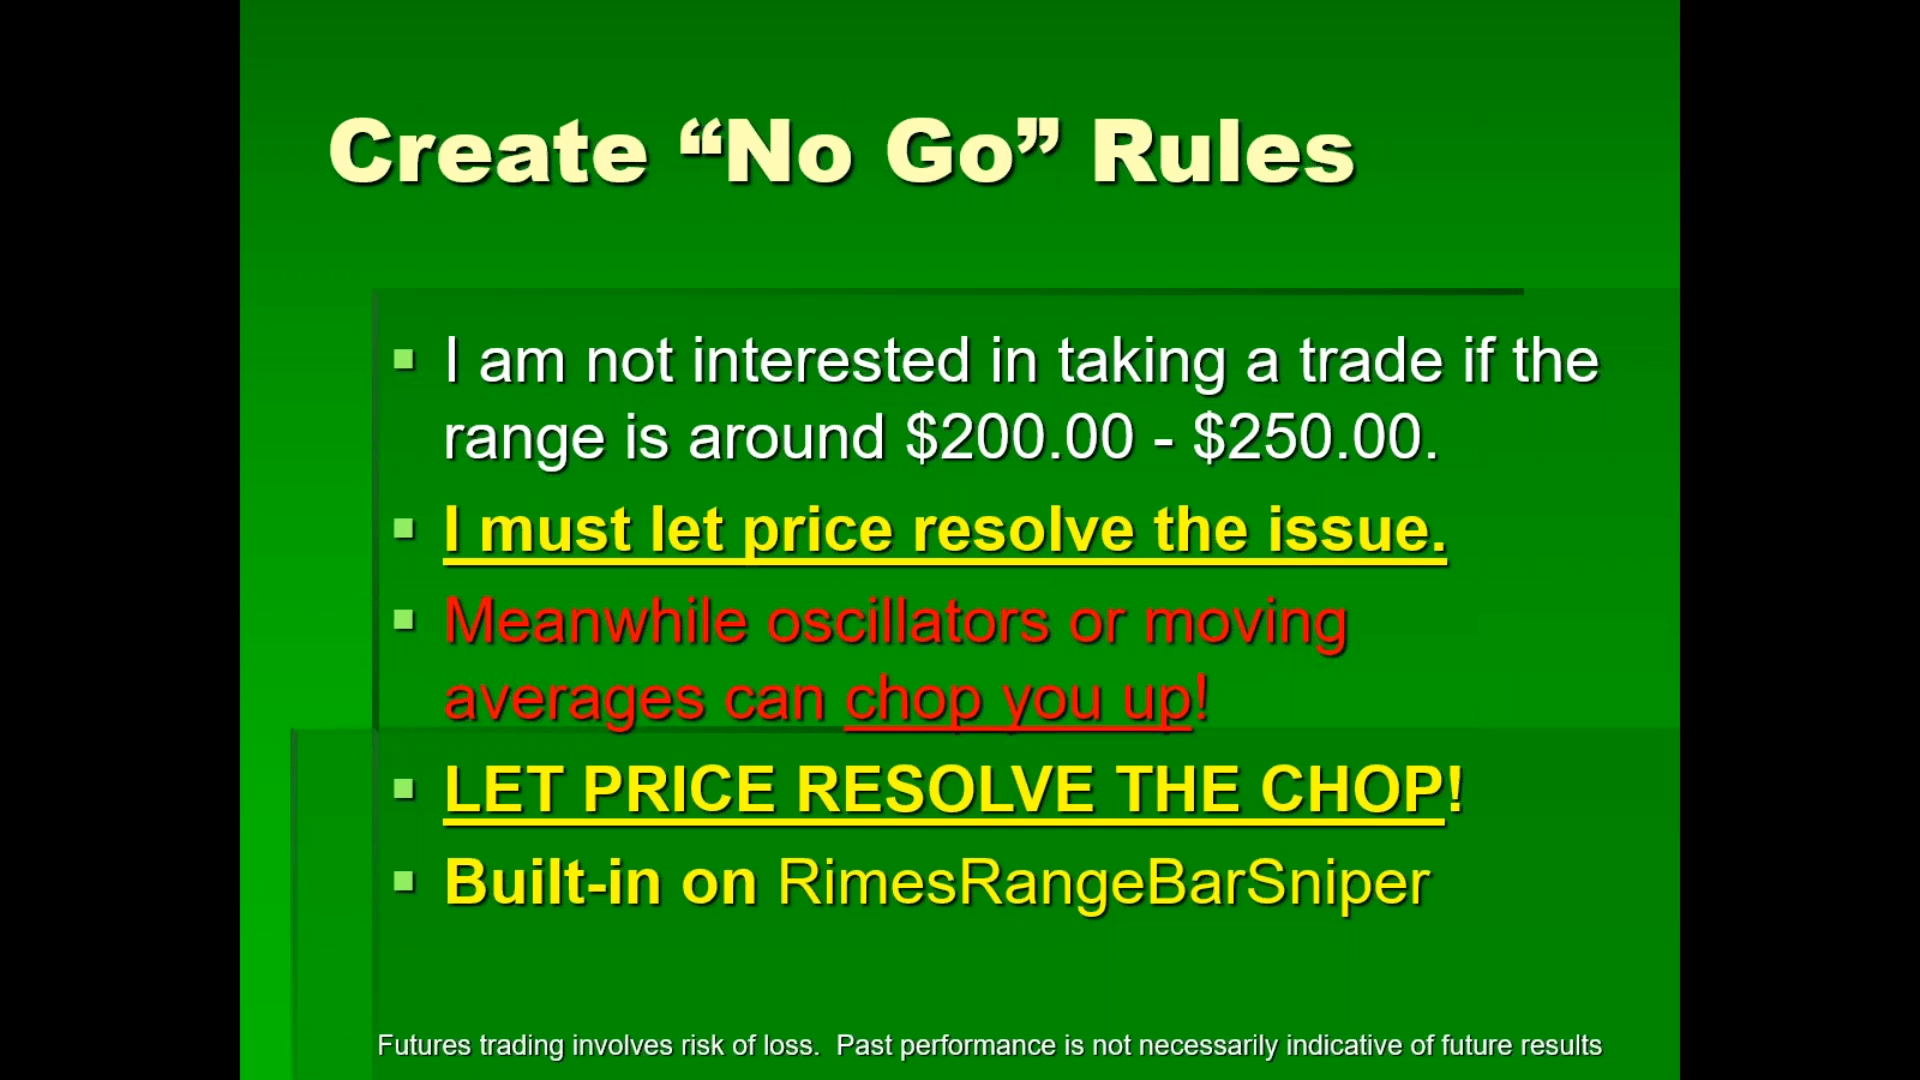 Create “No Go” Rules
I am not interested in taking a trade if the
range is around $200.00 - $250.00.
I must let price resolve the issue.
Meanwhile oscillators or moving
averages can chop you up!
LET PRICE RESOLVE THE CHOP!
Built-in on RimesRangeBarSniper
Futures trading involves risk of loss.  Past performance is not necessarily indicative of future results